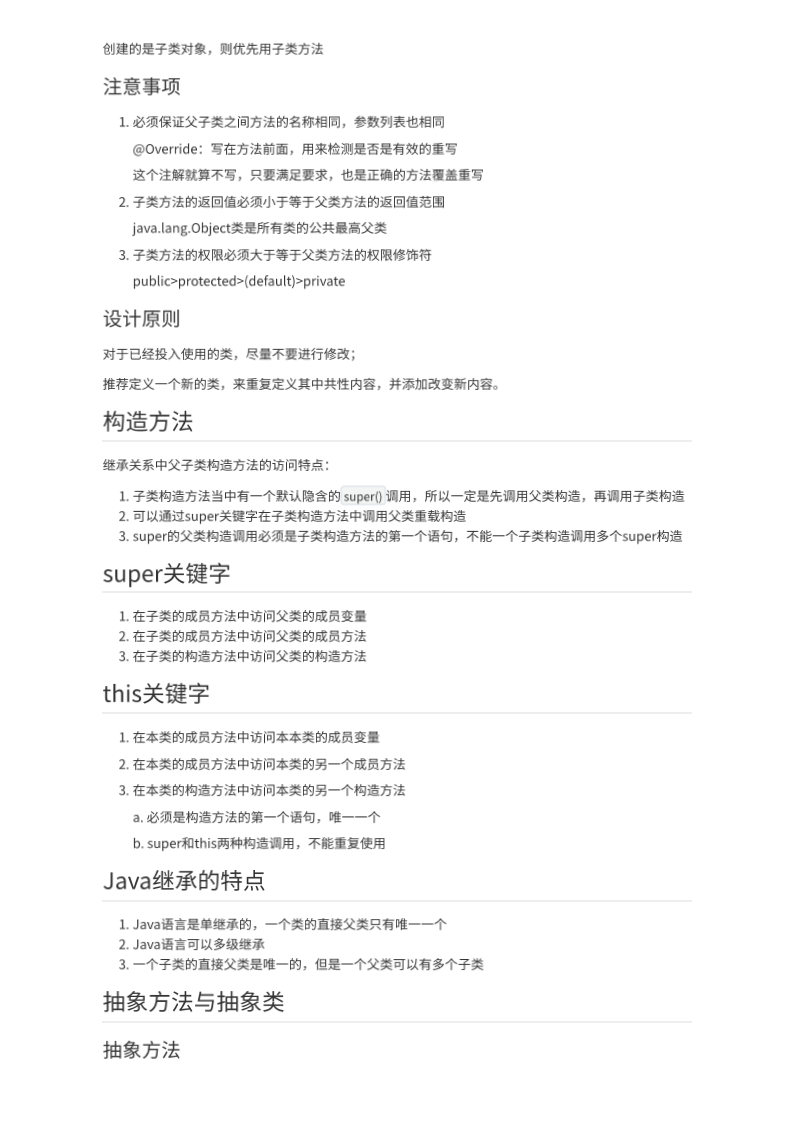 创建的是子类对象，则优先用子类方法
注意事项
1. 必须保证父子类之间方法的名称相同，参数列表也相同
@Override：写在方法前面，用来检测是否是有效的重写
这个注解就算不写，只要满足要求，也是正确的方法覆盖重写
2. 子类方法的返回值必须小于等于父类方法的返回值范围
java.lang.Object类是所有类的公共最高父类
3. 子类方法的权限必须大于等于父类方法的权限修饰符
public>protected>(default)>private
设计原则
对于已经投入使用的类，尽量不要进行修改；
推荐定义一个新的类，来重复定义其中共性内容，并添加改变新内容。
构造方法
继承关系中父子类构造方法的访问特点：
1. 子类构造方法当中有一个默认隐含的 super() 调用，所以一定是先调用父类构造，再调用子类构造
2. 可以通过super关键字在子类构造方法中调用父类重载构造
3. super的父类构造调用必须是子类构造方法的第一个语句，不能一个子类构造调用多个super构造
super关键字
1. 在子类的成员方法中访问父类的成员变量
2. 在子类的成员方法中访问父类的成员方法
3. 在子类的构造方法中访问父类的构造方法
this关键字
1. 在本类的成员方法中访问本本类的成员变量
2. 在本类的成员方法中访问本类的另一个成员方法
3. 在本类的构造方法中访问本类的另一个构造方法
a. 必须是构造方法的第一个语句，唯一一个
b. super和this两种构造调用，不能重复使用
Java继承的特点
1. Java语言是单继承的，一个类的直接父类只有唯一一个
2. Java语言可以多级继承
3. 一个子类的直接父类是唯一的，但是一个父类可以有多个子类
抽象方法与抽象类
抽象方法